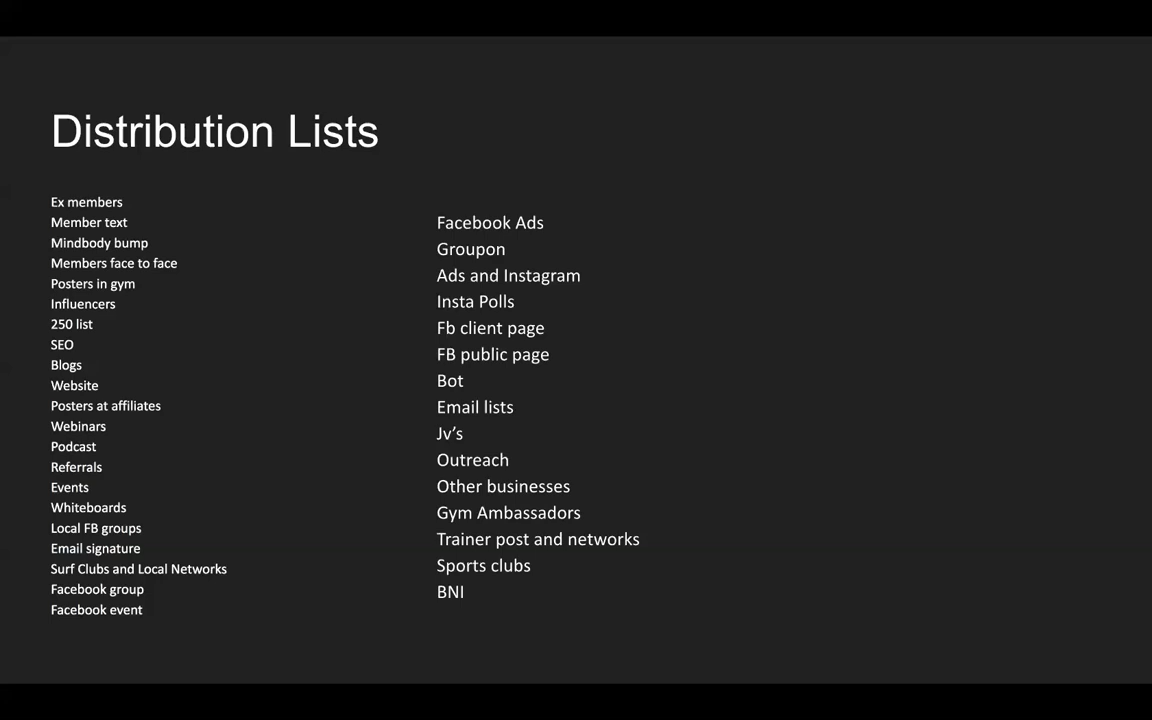 Distribution Lists
Ex members
Member text
Mindbody bump
Members face to face
Posters in gym
Influencers
250 list
SEO
Blogs
Website
Posters at affiliates
Webinars
Podcast
Referrals
Events
Whiteboards
Local FB groups
Email signature
Surf Clubs and Local Networks
Facebook group
Facebook event
Facebook Ads
Groupon
Ads and Instagram
Insta Polls
Fb client page
FB public page
Bot
Email lists
Jv’s
Outreach
Other businesses
Gym Ambassadors
Trainer post and networks
Sports clubs
BNI